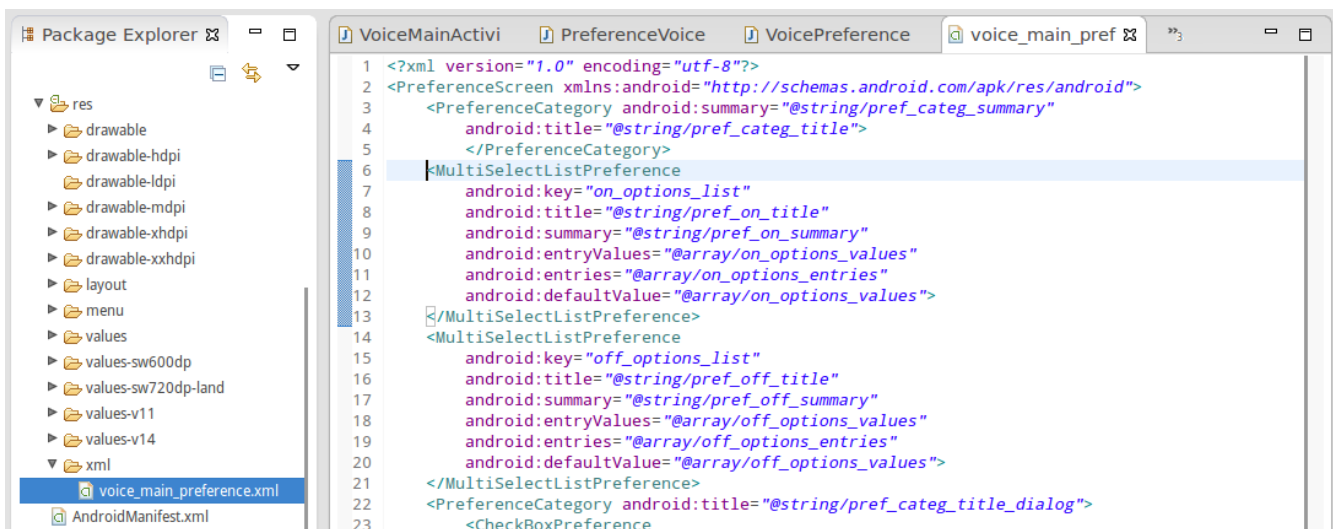 Package Explorer
res
drawable
drawable-hdpi
drawable-ldpi
drawable-mdpi
drawable-xhdpi
drawable-xxhdpi
layout
menu
values
values-sw600dp
values-sw720dp-land
values-v11
values-v14
xml
voice_main_preference.xml
AndroidManifest.xml
VoiceMainActivi PreferenceVoice VoicePreference voice_main_pref »3
1 <?xml version="1.0" encoding="utf-8"?>
2 <PreferenceScreen xmlns:android="http://schemas.android.com/apk/res/android">
3 <PreferenceCategory android:summary="@string/pref_categ_summary"
4 android:title="@string/pref_categ_title">
5 </PreferenceCategory>
6 <MultiSelectListPreference
7 android:key="on_options_list"
8 android:title="@string/pref_on_title"
9 android:summary="@string/pref_on_summary"
10 android:entryValues="@array/on_options_values"
11 android:entries="@array/on_options_entries"
12 android:defaultValue="@array/on_options_values">
13 </MultiSelectListPreference>
14 <MultiSelectListPreference
15 android:key="off_options_list"
16 android:title="@string/pref_off_title"
17 android:summary="@string/pref_off_summary"
18 android:entryValues="@array/off_options_values"
19 android:entries="@array/off_options_entries"
20 android:defaultValue="@array/off_options_values">
21 </MultiSelectListPreference>
22 <PreferenceCategory android:title="@string/pref_categ_title_dialog">
23 <CheckBoxPreference